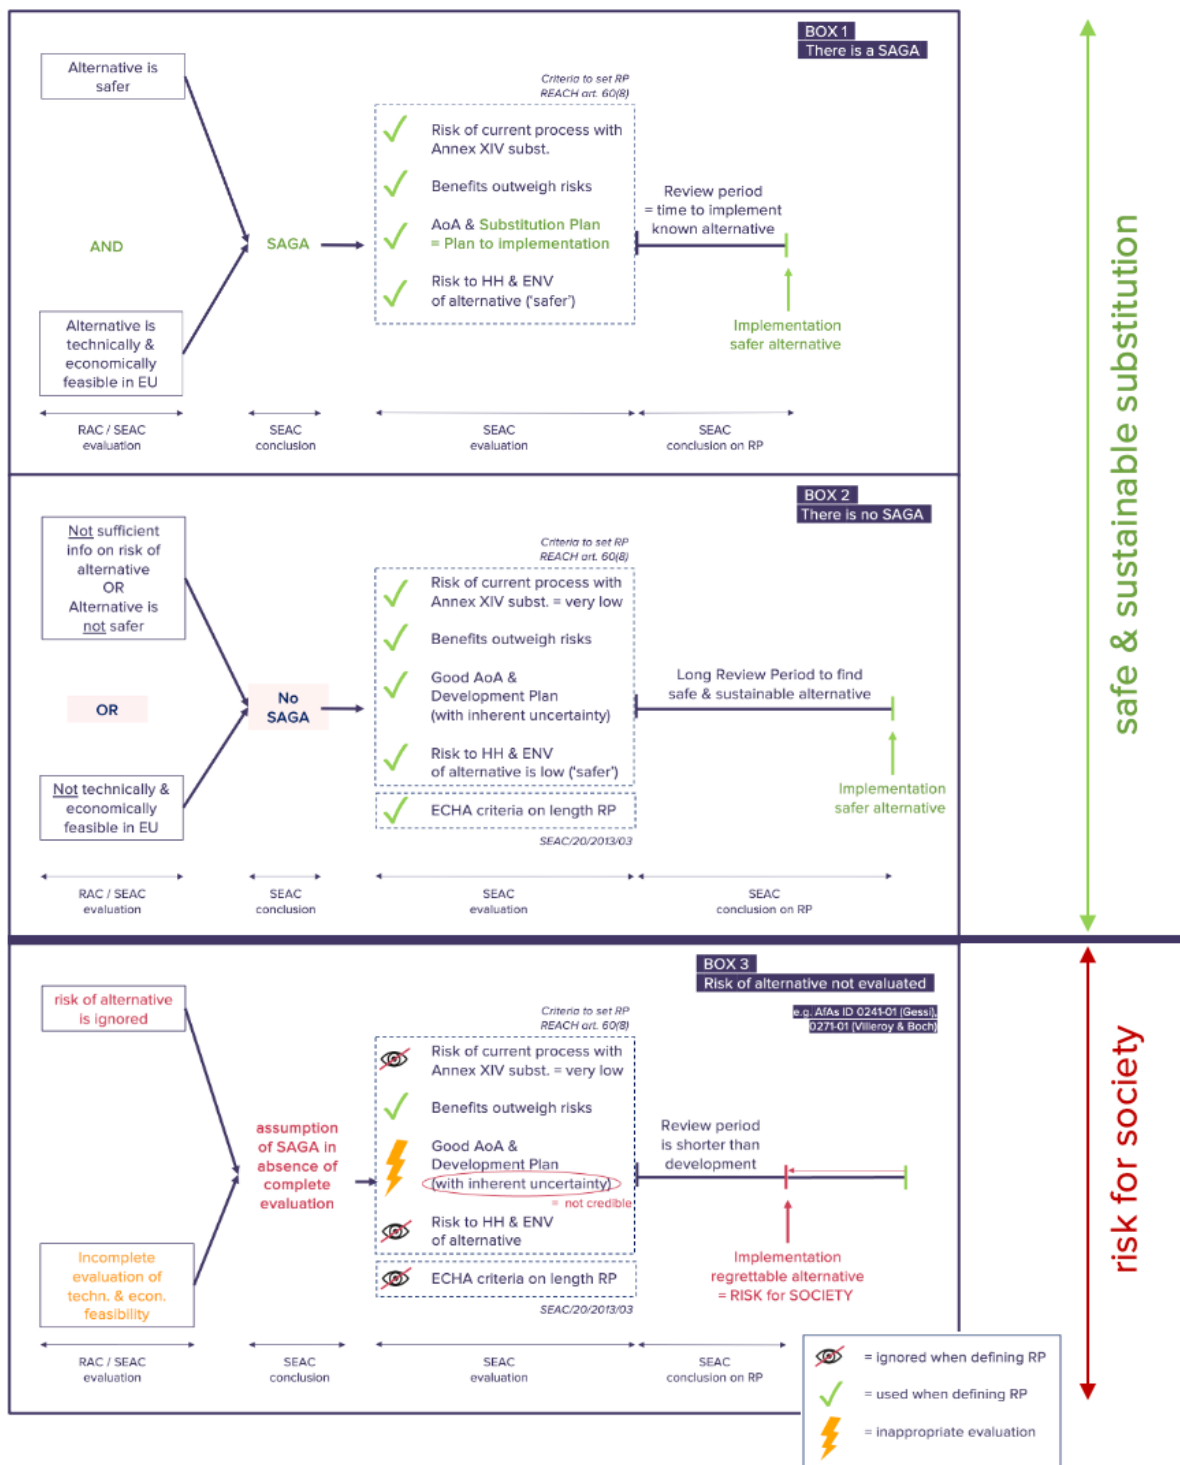 BOX 1
There is a SAGA
Alternative is
safer
AND
Alternative is
technically &
economically
feasible in EU
SAGA
Criteria to set RP
REACH art. 60(8)
Risk of current process with
Annex XIV subst.
Benefits outweigh risks
AoA & Substitution Plan
= Plan to implementation
Risk to HH & ENV
of alternative ('safer')
Review period
= time to implement
known alternative
Implementation
safer alternative
RAC / SEAC
evaluation
SEAC
conclusion
SEAC
evaluation
SEAC
conclusion on RP
BOX 2
There is no SAGA
Not sufficient
info on risk of
alternative
OR
Alternative is
not safer
OR
Not technically &
economically
feasible in EU
No
SAGA
Criteria to set RP
REACH art. 60(8)
Risk of current process with
Annex XIV subst. = very low
Benefits outweigh risks
Good AoA &
Development Plan
(with inherent uncertainty)
Risk to HH & ENV
of alternative is low ('safer')
ECHA criteria on length RP
SEAC/20/2013/03
Long Review Period to find
safe & sustainable alternative
Implementation
safer alternative
RAC / SEAC
evaluation
SEAC
conclusion
SEAC
evaluation
SEAC
conclusion on RP
safe & sustainable substitution
BOX 3
Risk of alternative not evaluated
e.g. AfAs ID 0241-01 (Gessi),
0271-01 (Villeroy & Boch)
risk of alternative
is ignored
Incomplete
evaluation of
techn. & econ.
feasibility
assumption
of SAGA in
absence of
complete
evaluation
Criteria to set RP
REACH art. 60(8)
Risk of current process with
Annex XIV subst. = very low
Benefits outweigh risks
Good AoA &
Development Plan
(with inherent uncertainty)
= not credible
Risk to HH & ENV
of alternative
ECHA criteria on length RP
SEAC/20/2013/03
Review period
is shorter than
development
Implementation
regrettable alternative
= RISK for SOCIETY
RAC / SEAC
evaluation
SEAC
conclusion
SEAC
evaluation
SEAC
conclusion on RP
risk for society
= ignored when defining RP
= used when defining RP
= inappropriate evaluation